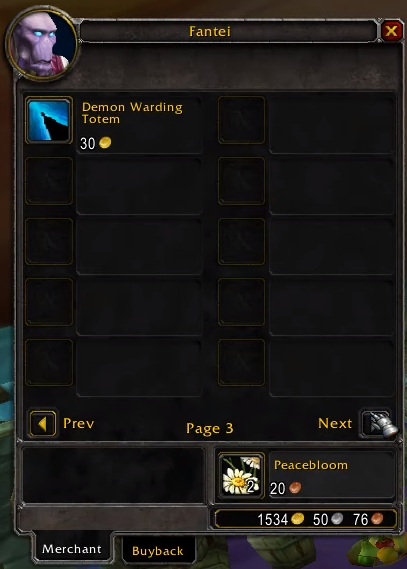 Fantei
Demon Warding
Totem
30
Prev
Page 3
Next
2
Peacebloom
20
1534 50 76
Merchant
Buyback